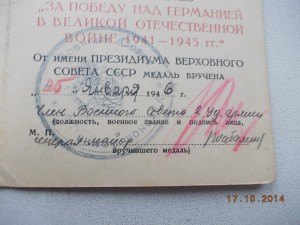 "ЗА ПОБЕДУ НАД ГЕРМАНИЕЙ
В ВЕЛИКОЙ ОТЕЧЕСТВЕННОЙ
ВОЙНЕ 1941—1945 гг."
ОТ ИМЕНИ ПРЕЗИДИУМА ВЕРХОВНОГО
СОВЕТА СССР МЕДАЛЬ ВРУЧЕНА
"25" Января 1946 г.
Член Военного Совета 2 уд. армии
(должность, военное звание и подпись лица,
М. П. генерал-майор
вручившего медаль)
17.10.2014